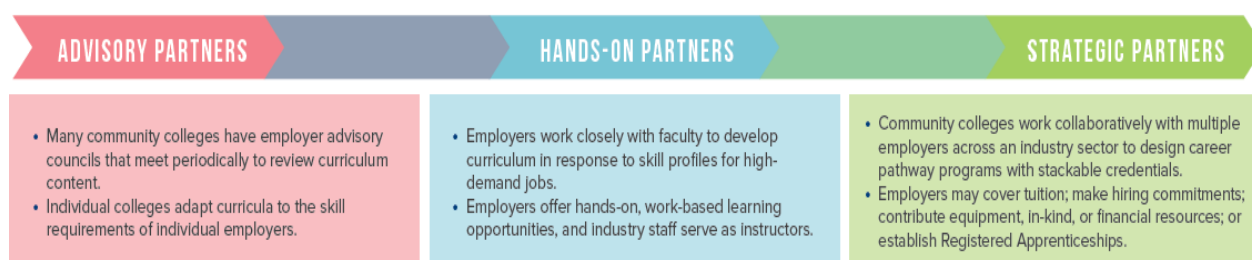 ADVISORY PARTNERS
HANDS-ON PARTNERS
STRATEGIC PARTNERS
• Many community colleges have employer advisory
councils that meet periodically to review curriculum
content.
• Individual colleges adapt curricula to the skill
requirements of individual employers.
• Employers work closely with faculty to develop
curriculum in response to skill profiles for high-
demand jobs.
• Employers offer hands-on, work-based learning
opportunities, and industry staff serve as instructors.
• Community colleges work collaboratively with multiple
employers across an industry sector to design career
pathway programs with stackable credentials.
• Employers may cover tuition; make hiring commitments;
contribute equipment, in-kind, or financial resources; or
establish Registered Apprenticeships.